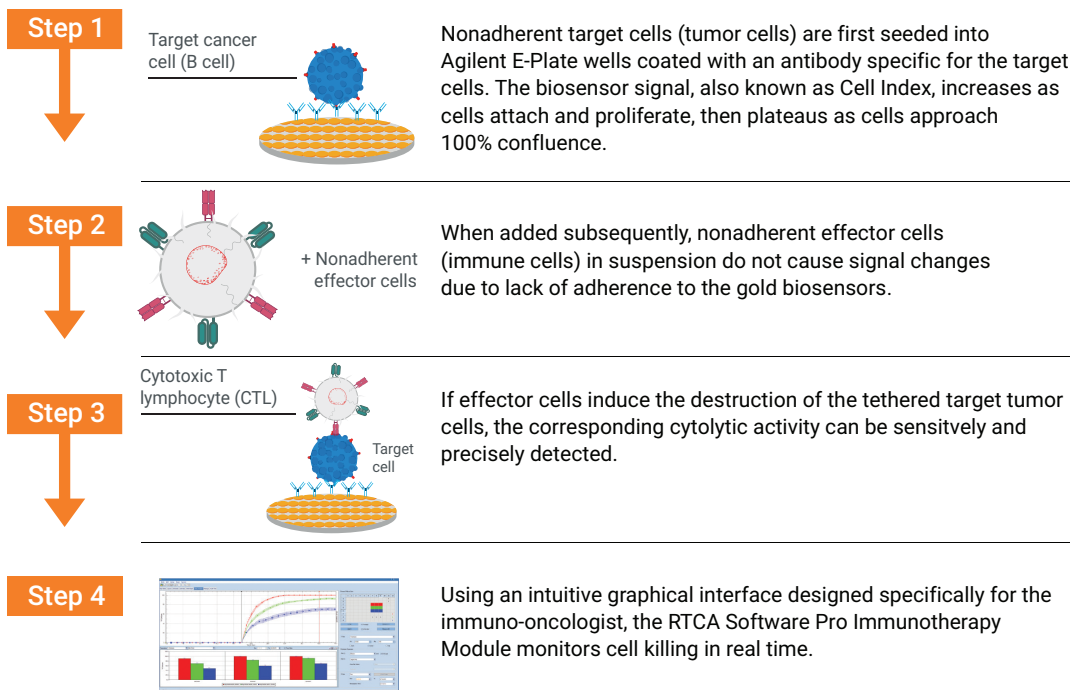 Step 1
Target cancer
cell (B cell)
Nonadherent target cells (tumor cells) are first seeded into
Agilent E-Plate wells coated with an antibody specific for the target
cells. The biosensor signal, also known as Cell Index, increases as
cells attach and proliferate, then plateaus as cells approach
100% confluence.
Step 2
+ Nonadherent
effector cells
When added subsequently, nonadherent effector cells
(immune cells) in suspension do not cause signal changes
due to lack of adherence to the gold biosensors.
Step 3
Cytotoxic T
lymphocyte (CTL)
Target
cell
If effector cells induce the destruction of the tethered target tumor
cells, the corresponding cytolytic activity can be sensitvely and
precisely detected.
Step 4
Using an intuitive graphical interface designed specifically for the
immuno-oncologist, the RTCA Software Pro Immunotherapy
Module monitors cell killing in real time.